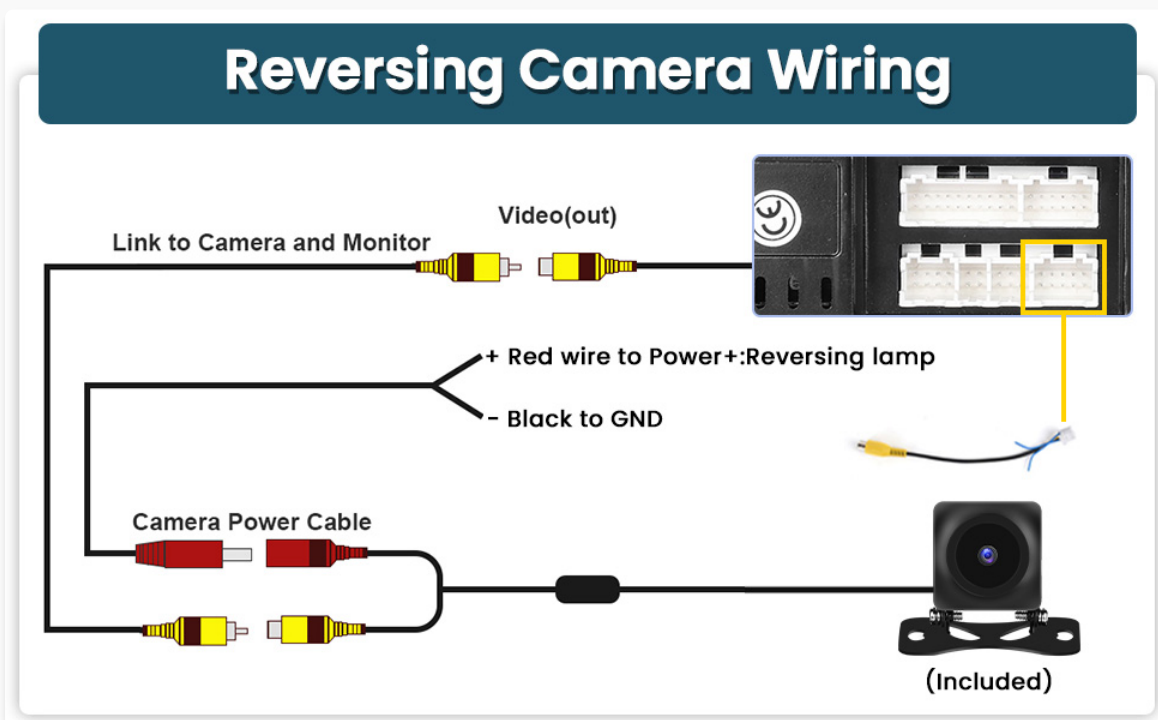 Reversing Camera Wiring
Video(out)
Link to Camera and Monitor
CE
+ Red wire to Power+:Reversing lamp
- Black to GND
Camera Power Cable
(Included)